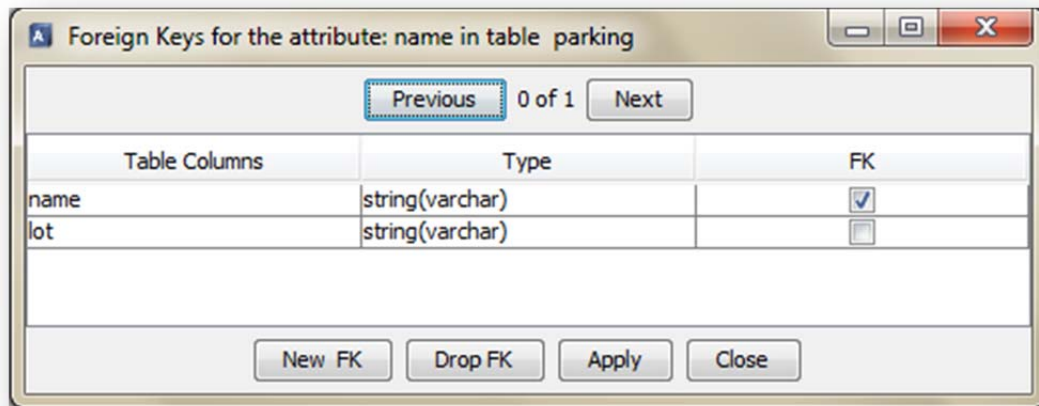 Foreign Keys for the attribute: name in table parking
Previous 0 of 1 Next
Table Columns Type FK
name string(varchar)
lot string(varchar)
New FK Drop FK Apply Close